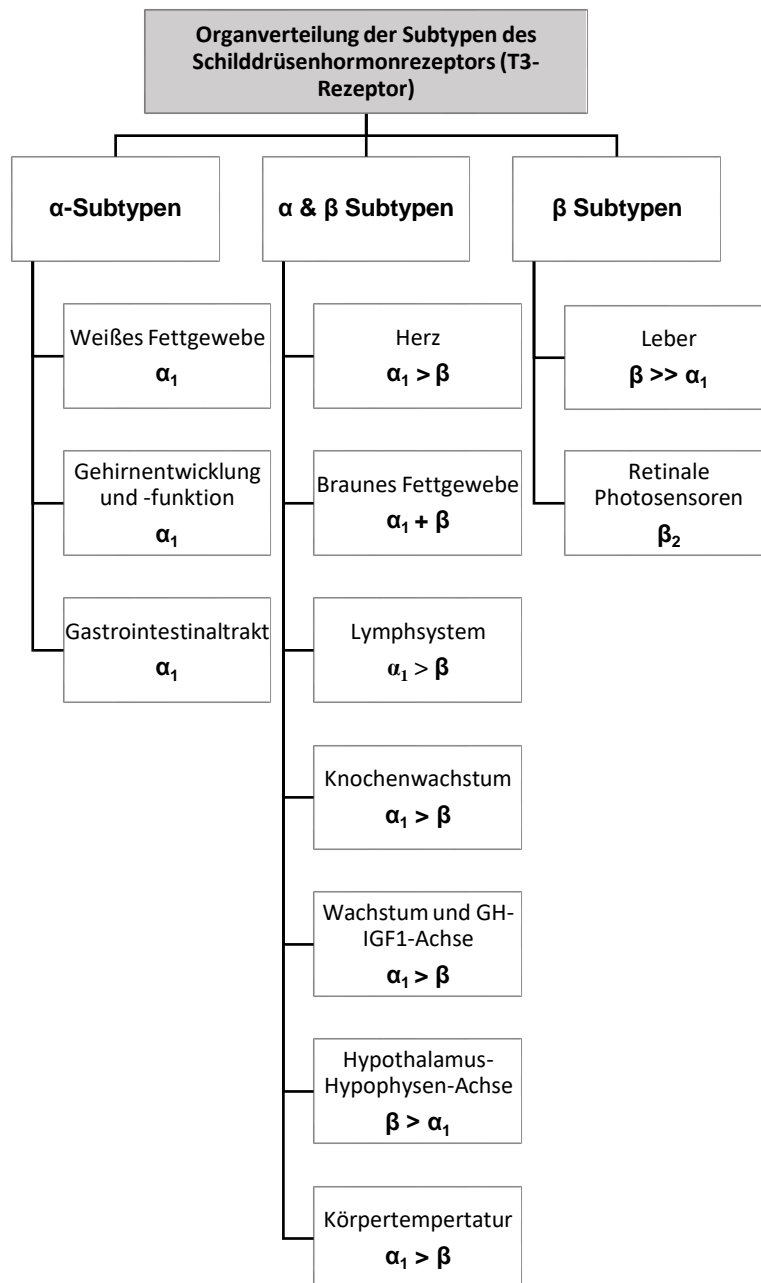 Organverteilung der Subtypen des
Schilddrüsenhormonrezeptors (T3-
Rezeptor)
α-Subtypen
α & β Subtypen
β Subtypen
Weißes Fettgewebe
α₁
Gehirnentwicklung
und -funktion
α₁
Gastrointestinaltrakt
α₁
Herz
α₁ > β
Braunes Fettgewebe
α₁ + β
Lymphsystem
α₁ > β
Knochenwachstum
α₁ > β
Wachstum und GH-
IGF1-Achse
α₁ > β
Hypothalamus-
Hypophysen-Achse
β > α₁
Körpertempertatur
α₁ > β
Leber
β >> α₁
Retinale
Photosensoren
β₂